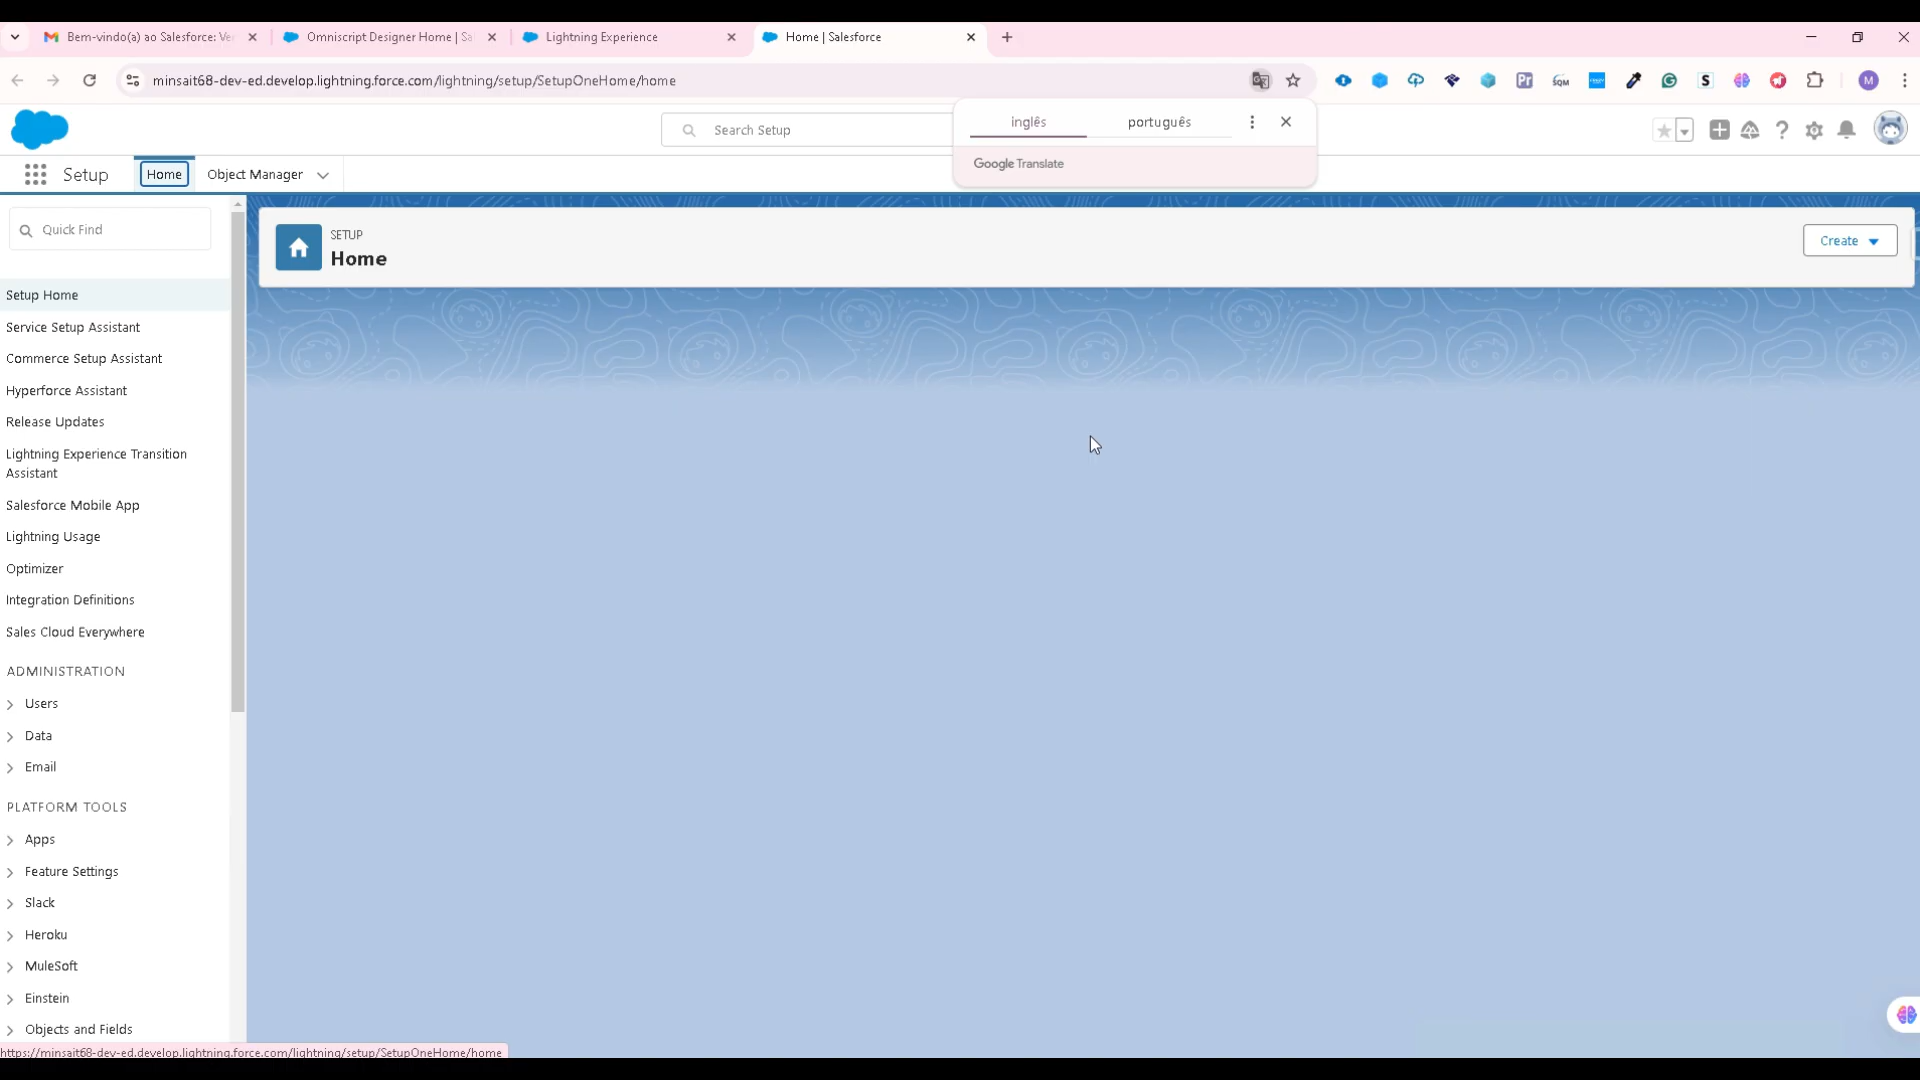 Bem-vindo(a) ao Salesforce: Ve
Omniscript Designer Home | Sa
Lightning Experience
Home | Salesforce
minsait68-dev-ed.develop.lightning.force.com/lightning/setup/SetupOneHome/home
Pr
SQM
S
M
inglês
português
Google Translate
Search Setup
Setup
Home
Object Manager
Quick Find
SETUP
Home
Create
Setup Home
Service Setup Assistant
Commerce Setup Assistant
Hyperforce Assistant
Release Updates
Lightning Experience Transition
Assistant
Salesforce Mobile App
Lightning Usage
Optimizer
Integration Definitions
Sales Cloud Everywhere
ADMINISTRATION
Users
Data
Email
PLATFORM TOOLS
Apps
Feature Settings
Slack
Heroku
MuleSoft
Einstein
Objects and Fields
https://minsait68-dev-ed.develop.lightning.force.com/lightning/setup/SetupOneHome/home